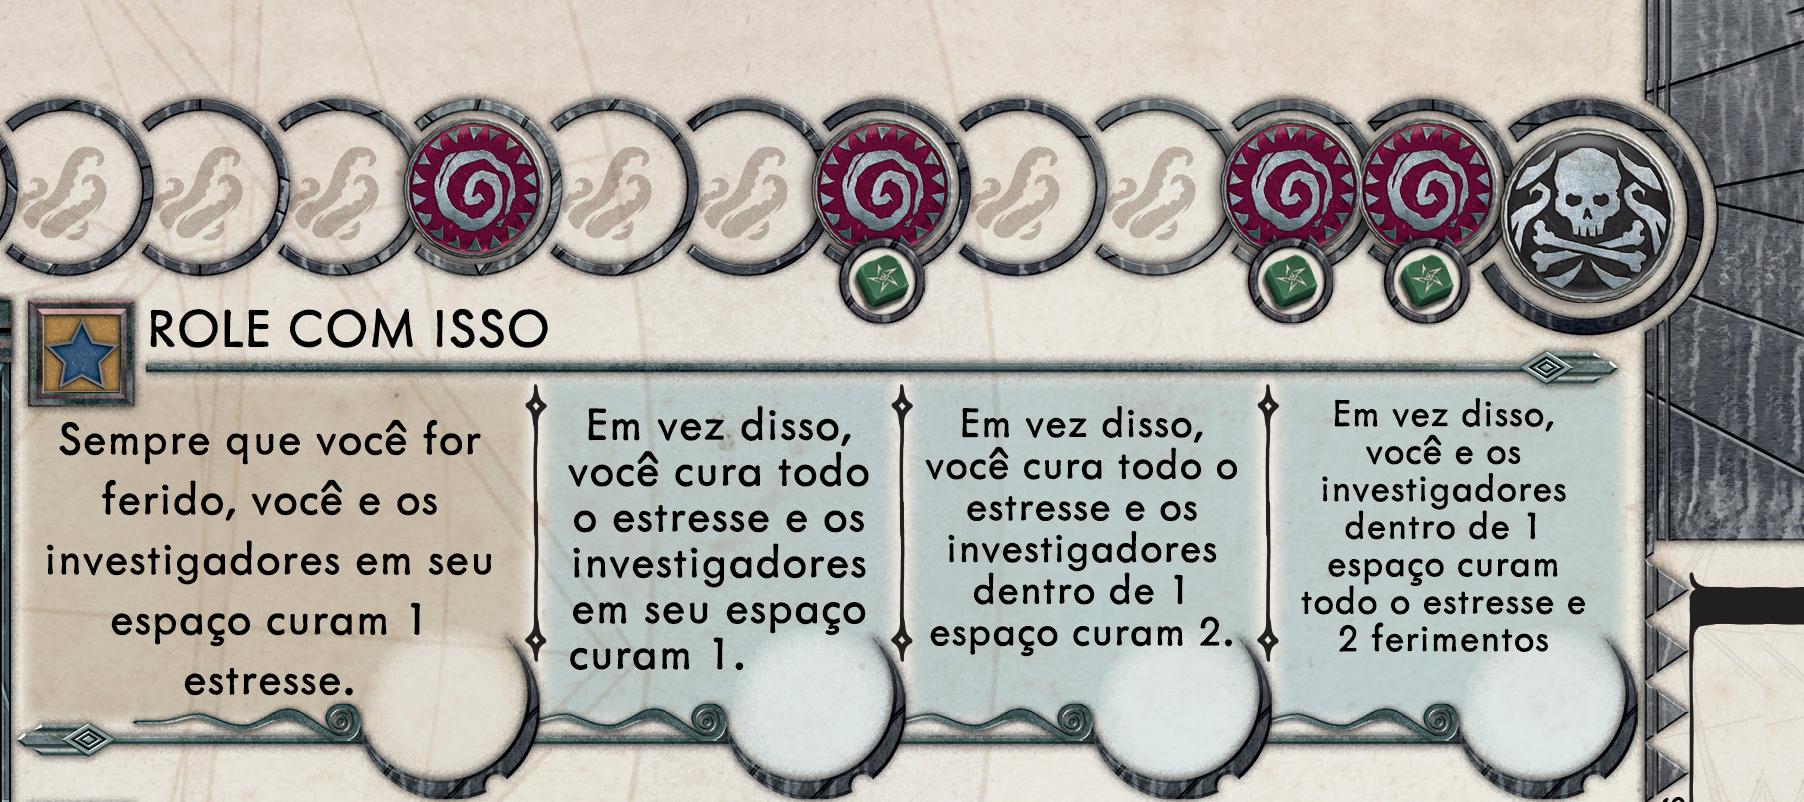 ROLE COM ISSO
Sempre que você for
ferido, você e os
investigadores em seu
espaço curam 1
estresse.
Em vez disso,
você cura todo
o estresse e os
investigadores
em seu espaço
curam 1.
Em vez disso,
você cura todo o
estresse e os
investigadores
dentro de 1
espaço curam 2.
Em vez disso,
você e os
investigadores
dentro de 1
espaço curam
todo o estresse e
2 ferimentos